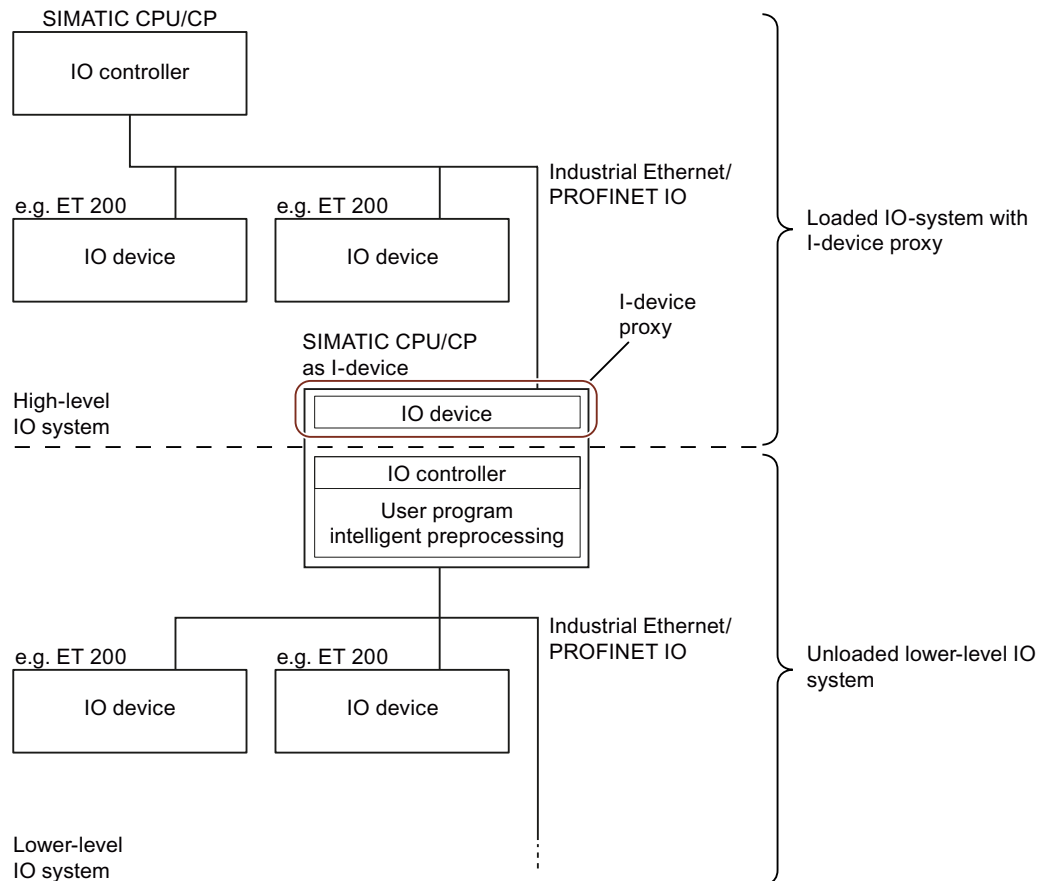 SIMATIC CPU/CP
IO controller
Industrial Ethernet/
PROFINET IO
e.g. ET 200
IO device
e.g. ET 200
IO device
Loaded IO-system with
I-device proxy
I-device
proxy
SIMATIC CPU/CP
as I-device
IO device
High-level
IO system
IO controller
User program
intelligent preprocessing
Industrial Ethernet/
PROFINET IO
e.g. ET 200
IO device
e.g. ET 200
IO device
Unloaded lower-level IO
system
Lower-level
IO system